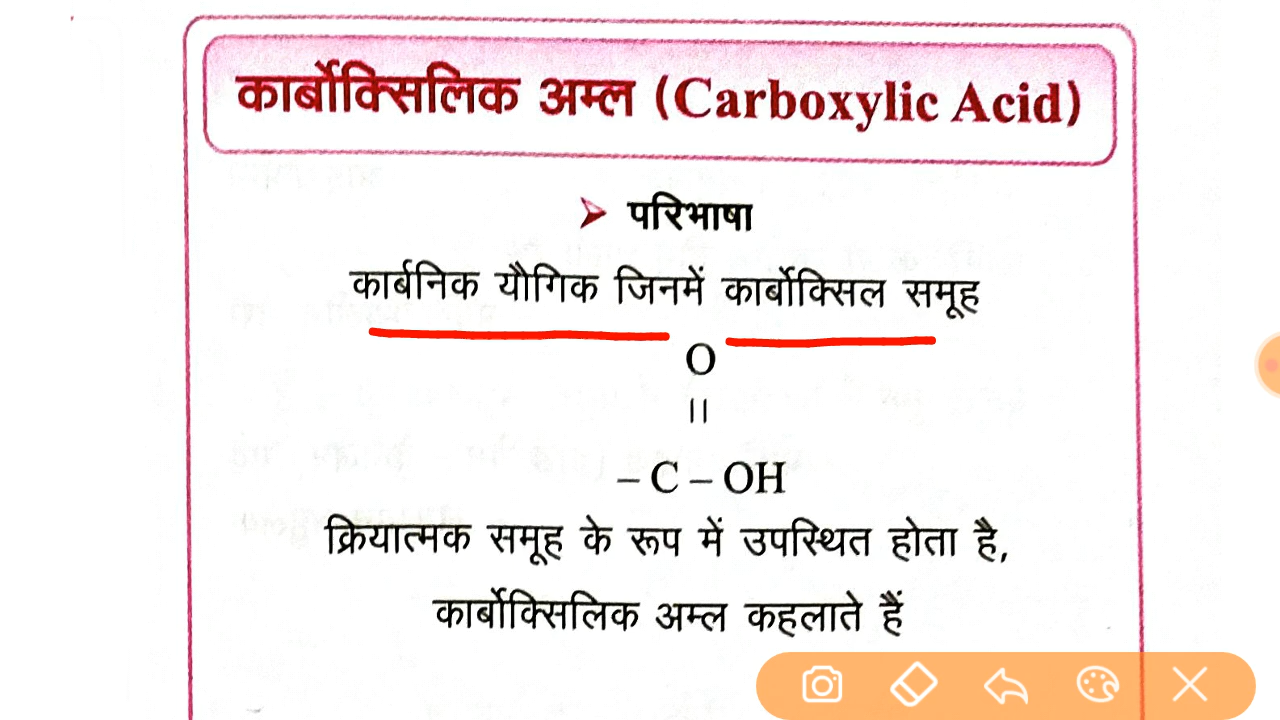 कार्बोक्सिलिक अम्ल (Carboxylic Acid)
➤ परिभाषा
कार्बनिक यौगिक जिनमें कार्बोक्सिल समूह
O
||
– C – OH
क्रियात्मक समूह के रूप में उपस्थित होता है,
कार्बोक्सिलिक अम्ल कहलाते हैं